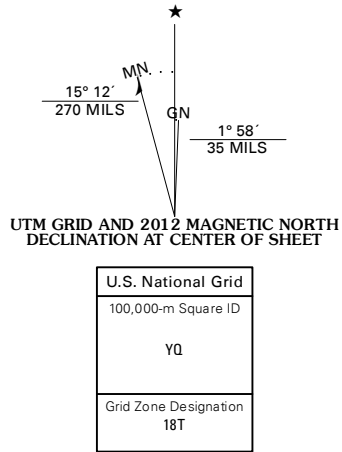 ★
MN
15° 12´
270 MILS
GN
1° 58´
35 MILS
UTM GRID AND 2012 MAGNETIC NORTH
DECLINATION AT CENTER OF SHEET
U.S. National Grid
100,000-m Square ID
YQ
Grid Zone Designation
18T